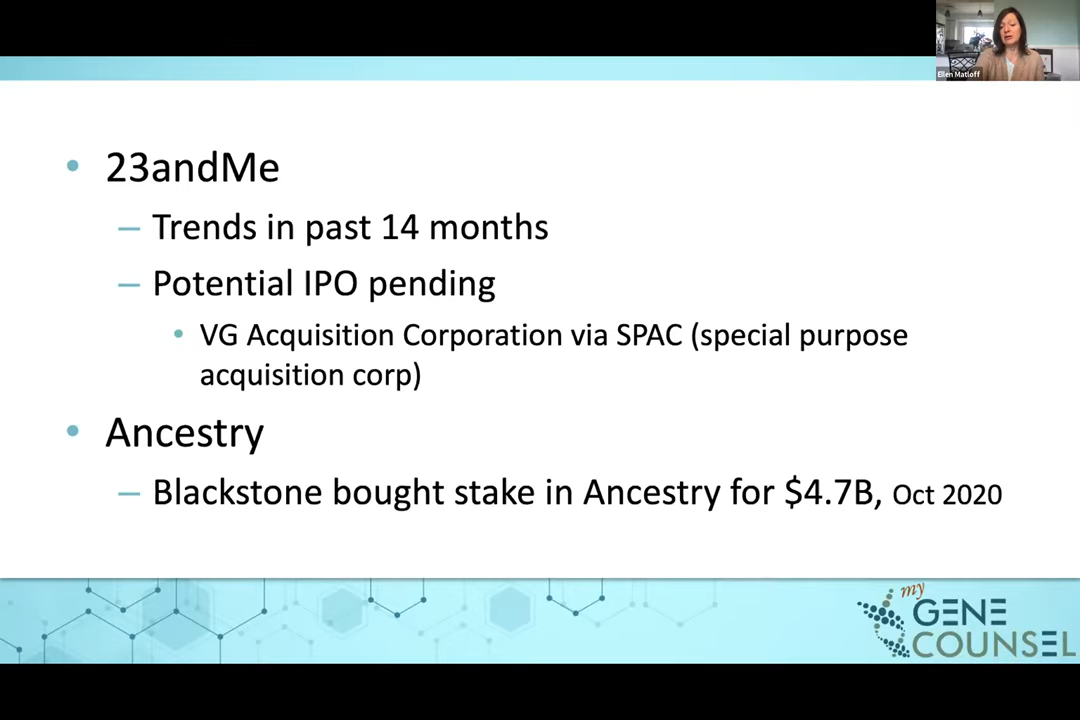 Ellen Matloff
• 23andMe
– Trends in past 14 months
– Potential IPO pending
• VG Acquisition Corporation via SPAC (special purpose
acquisition corp)
• Ancestry
– Blackstone bought stake in Ancestry for $4.7B, Oct 2020
my
GENE
COUNSEL